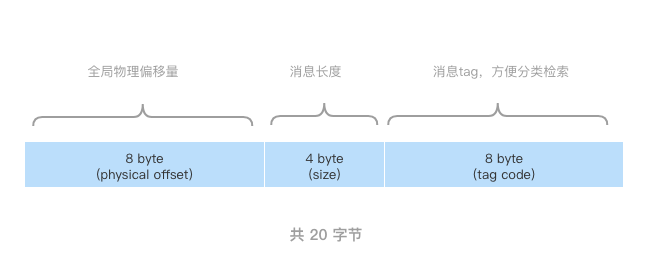 全局物理偏移量
消息长度
消息tag，方便分类检索
8 byte
(physical offset)
4 byte
(size)
8 byte
(tag code)
共 20 字节